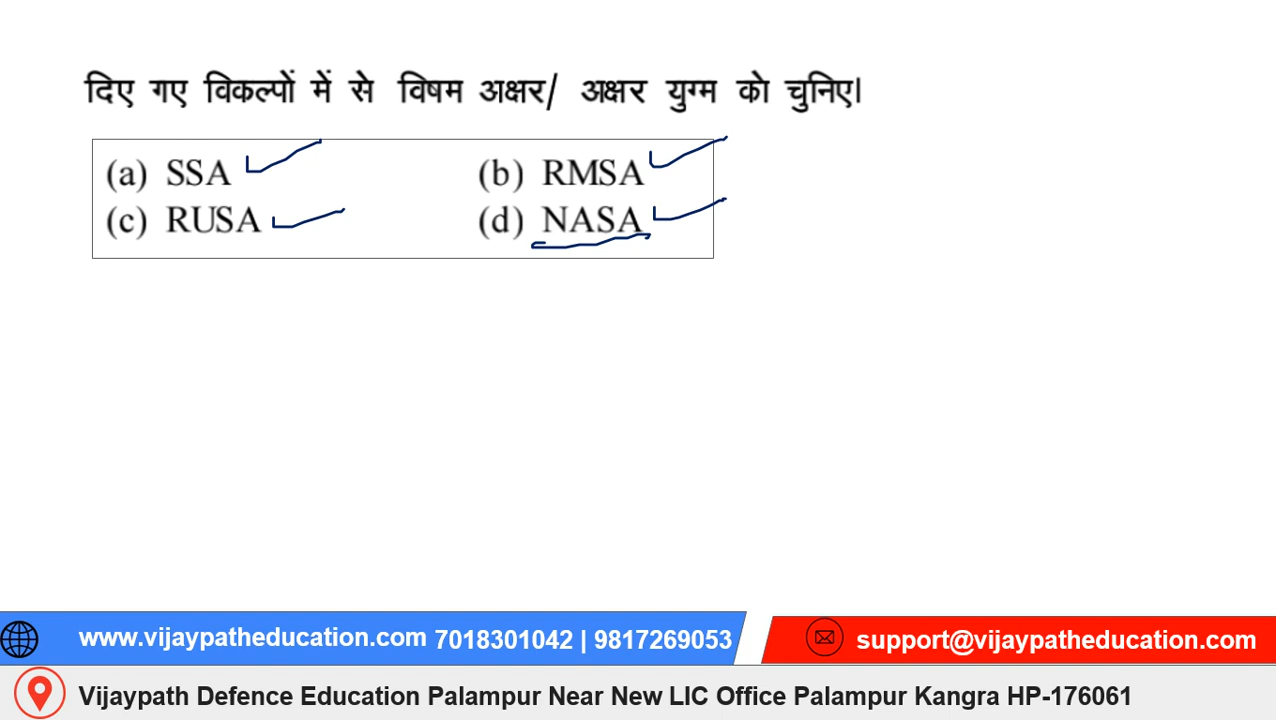 दिए गए विकल्पों में से विषम अक्षर/ अक्षर युग्म को चुनिए।
(a) SSA (b) RMSA
(c) RUSA (d) NASA
www.vijaypatheducation.com 7018301042 | 9817269053 support@vijaypatheducation.com
Vijaypath Defence Education Palampur Near New LIC Office Palampur Kangra HP-176061